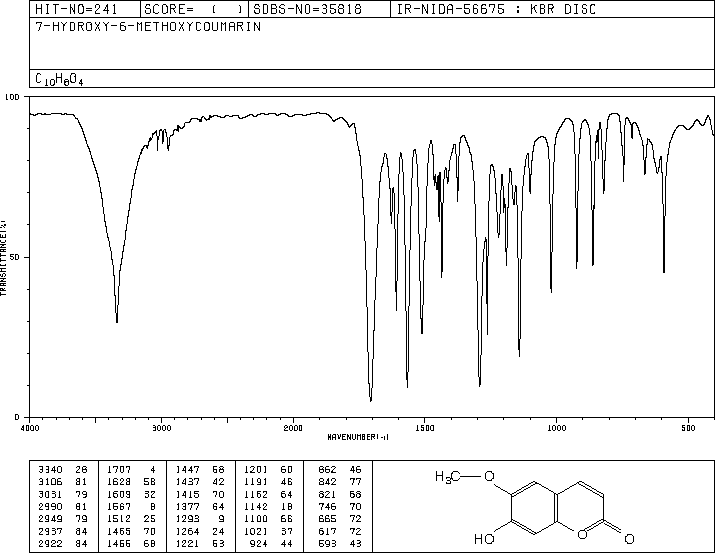 HIT-NO=241 SCORE= ( ) SDBS-NO=35818 IR-NIDA-56675 : KBR DISC
7-HYDROXY-6-METHOXYCOUMARIN
C10H8O4
100
50
0
TRANSMITTANCE(%)
4000 3000 2000 1500 1000 500
WAVENUMBER(-1)
3340 28 1707 4 1447 68 1201 60 862 46
3106 81 1628 58 1437 42 1191 46 842 77
3031 79 1609 32 1415 70 1162 64 821 68
2990 81 1567 8 1377 64 1142 18 746 70
2949 79 1512 25 1293 9 1100 66 665 72
2937 84 1465 70 1264 24 1021 37 617 72
2922 84 1455 68 1221 53 924 44 593 43
H3C O
HO O O